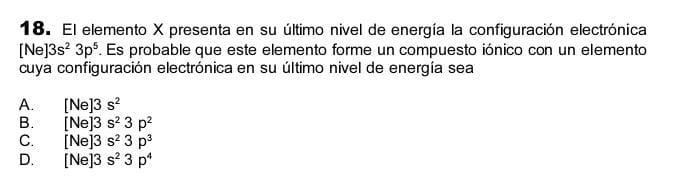 18. El elemento X presenta en su último nivel de energía la configuración electrónica
[Ne]3s² 3p⁵. Es probable que este elemento forme un compuesto iónico con un elemento
cuya configuración electrónica en su último nivel de energía sea
A. [Ne]3 s²
B. [Ne]3 s² 3 p²
C. [Ne]3 s² 3 p³
D. [Ne]3 s² 3 p⁴